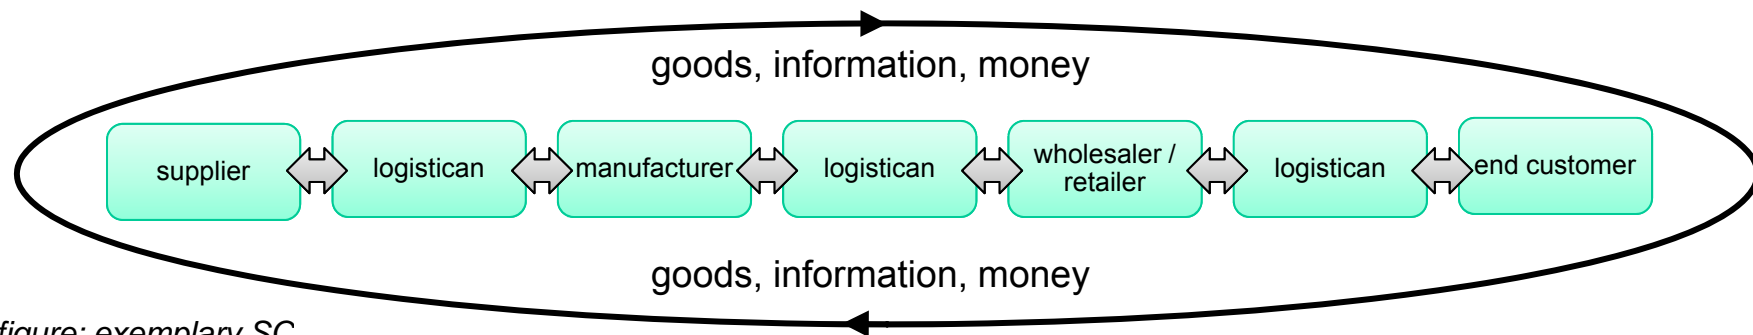 goods, information, money
supplier
logistican
manufacturer
logistican
wholesaler /
retailer
logistican
end customer
goods, information, money
figure: exemplary SC